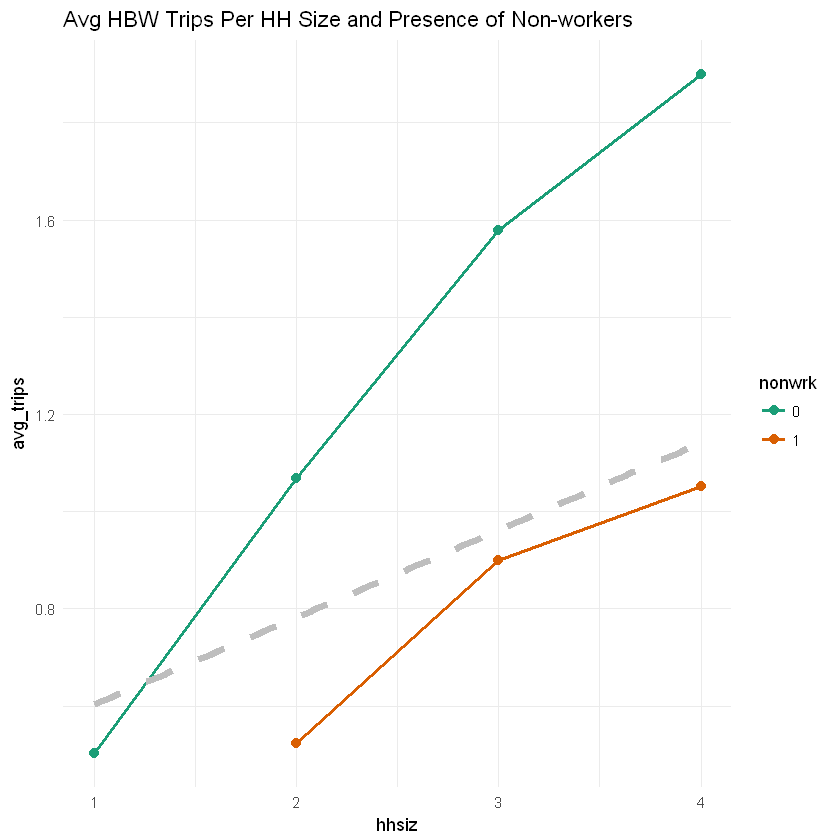 Avg HBW Trips Per HH Size and Presence of Non-workers
1.6
1.2
0.8
avg_trips
1
2
3
4
hhsiz
nonwrk
0
1